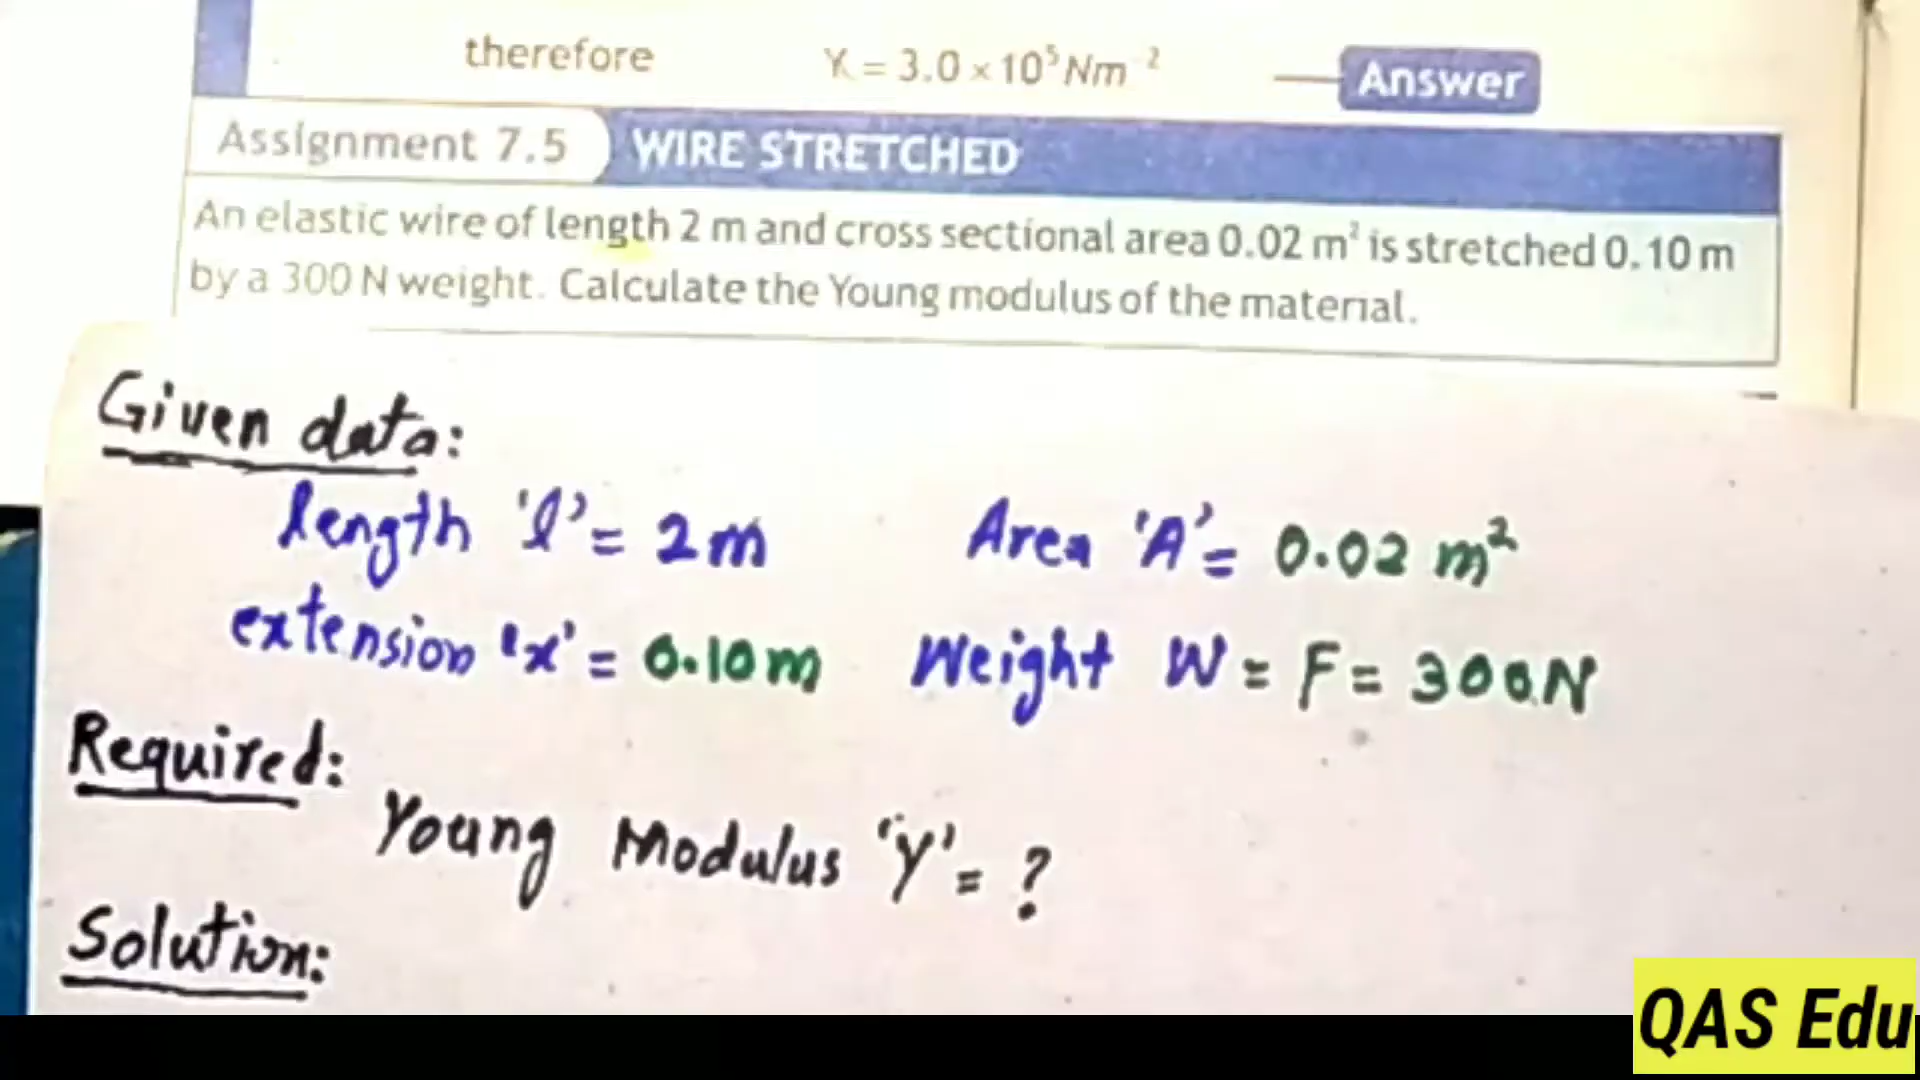 therefore Y = 3.0 × 10⁵ Nm⁻² Answer
Assignment 7.5 WIRE STRETCHED
An elastic wire of length 2 m and cross sectional area 0.02 m² is stretched 0.10 m
by a 300 N weight. Calculate the Young modulus of the material.
Given data:
length 'l' = 2m Area 'A' = 0.02 m²
extension 'x' = 0.10m Weight W = F = 300N
Required:
Young Modulus 'Y' = ?
Solution:
QAS Edu